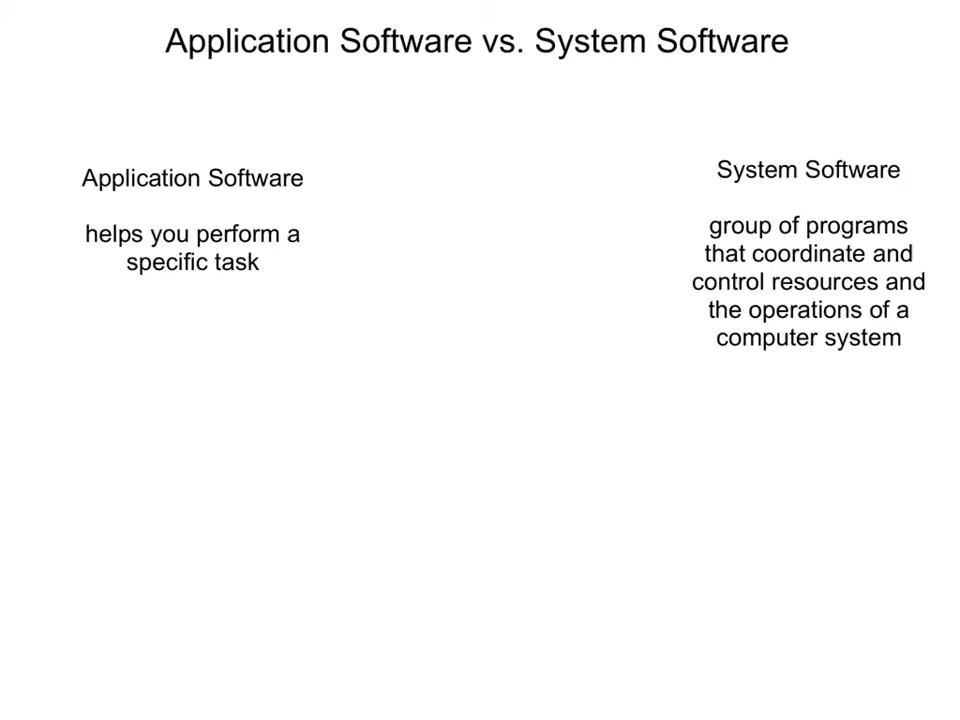 Application Software vs. System Software
Application Software
helps you perform a
specific task
System Software
group of programs
that coordinate and
control resources and
the operations of a
computer system